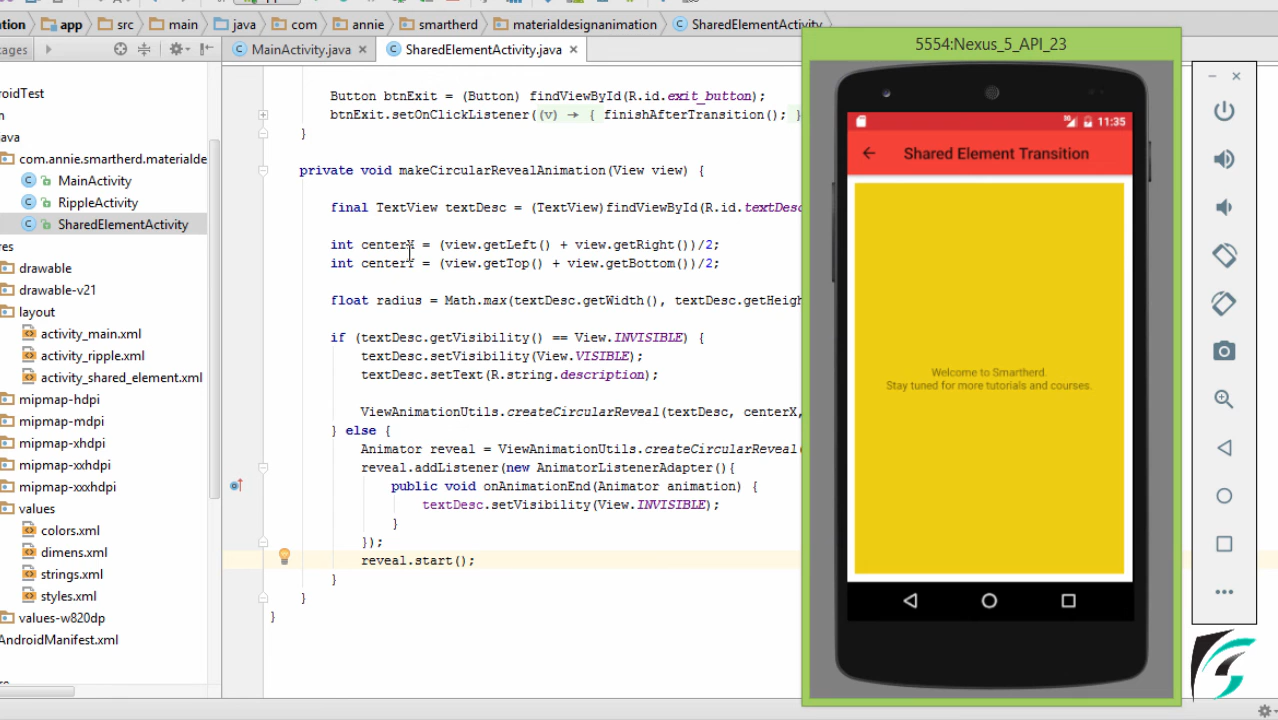 ation app src main java com annie smartherd materialdesignanimation SharedElementActivity
ages MainActivity.java SharedElementActivity.java
droidTest
java
com.annie.smartherd.materialde
MainActivity
RippleActivity
SharedElementActivity
res
drawable
drawable-v21
layout
activity_main.xml
activity_ripple.xml
activity_shared_element.xml
mipmap-hdpi
mipmap-mdpi
mipmap-xhdpi
mipmap-xxhdpi
mipmap-xxxhdpi
values
colors.xml
dimens.xml
strings.xml
styles.xml
values-w820dp
AndroidManifest.xml
Button btnExit = (Button) findViewById(R.id.exit_button);
btnExit.setOnClickListener((v) → { finishAfterTransition(); }
}
private void makeCircularRevealAnimation(View view) {
final TextView textDesc = (TextView)findViewById(R.id.textDesc
int centerX = (view.getLeft() + view.getRight())/2;
int centerY = (view.getTop() + view.getBottom())/2;
float radius = Math.max(textDesc.getWidth(), textDesc.getHeigh
if (textDesc.getVisibility() == View.INVISIBLE) {
textDesc.setVisibility(View.VISIBLE);
textDesc.setText(R.string.description);
ViewAnimationUtils.createCircularReveal(textDesc, centerX,
} else {
Animator reveal = ViewAnimationUtils.createCircularReveal(
reveal.addListener(new AnimatorListenerAdapter(){
public void onAnimationEnd(Animator animation) {
textDesc.setVisibility(View.INVISIBLE);
}
});
reveal.start();
}
}
}
5554:Nexus_5_API_23
11:35
Shared Element Transition
Welcome to Smartherd.
Stay tuned for more tutorials and courses.